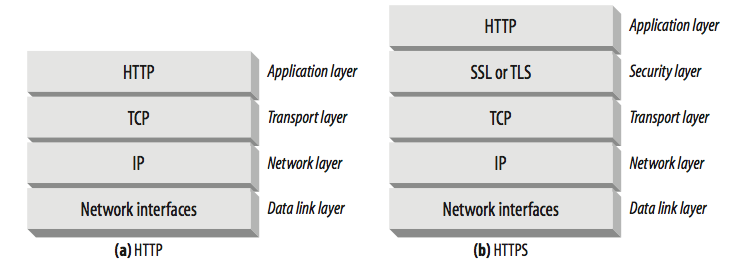 HTTP Application layer
HTTP Application layer SSL or TLS Security layer
TCP Transport layer TCP Transport layer
IP Network layer IP Network layer
Network interfaces Data link layer Network interfaces Data link layer
(a) HTTP (b) HTTPS